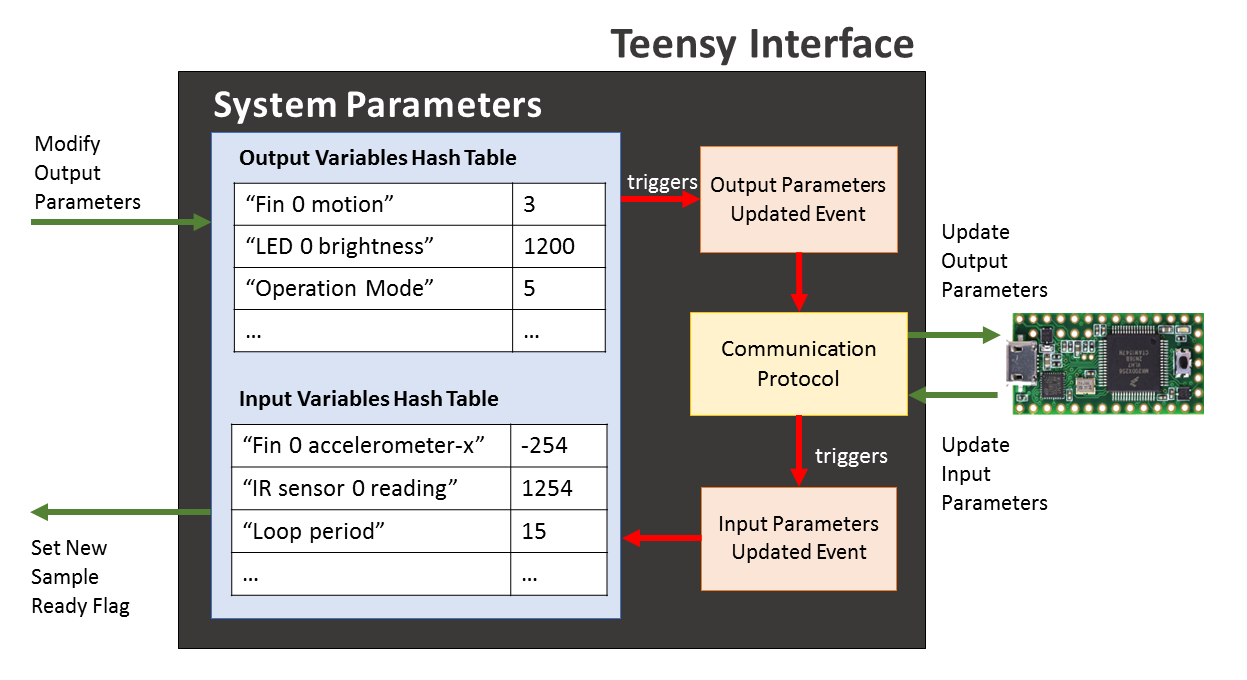 Teensy Interface
System Parameters
Modify
Output
Parameters
Output Variables Hash Table
“Fin 0 motion” 3
“LED 0 brightness” 1200
“Operation Mode” 5
... ...
triggers
Output Parameters
Updated Event
Update
Output
Parameters
Communication
Protocol
Input Variables Hash Table
“Fin 0 accelerometer-x” -254
“IR sensor 0 reading” 1254
“Loop period” 15
... ...
triggers
Update
Input
Parameters
Input Parameters
Updated Event
Set New
Sample
Ready Flag